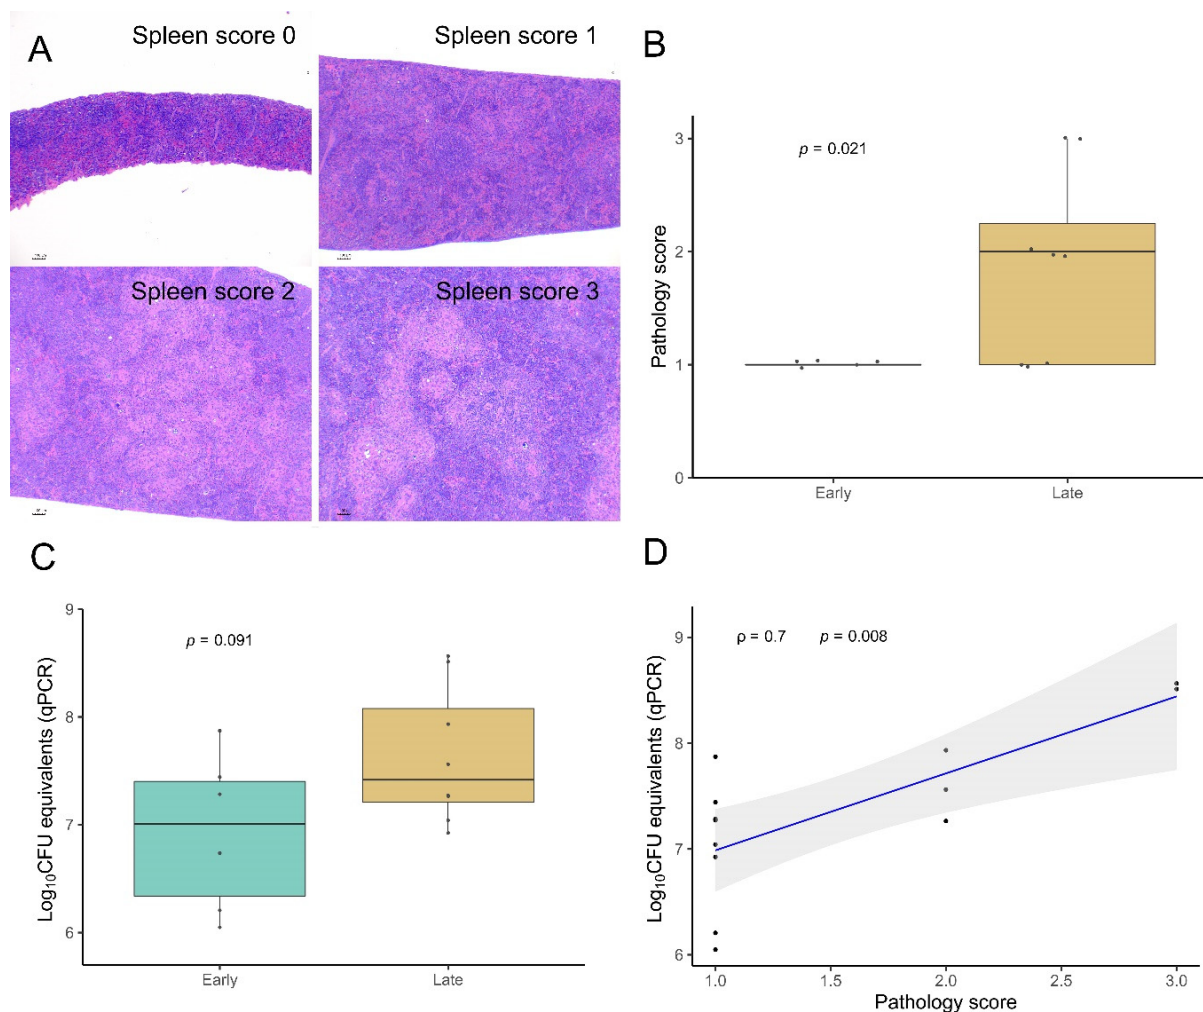 A
Spleen score 0
Spleen score 1
Spleen score 2
Spleen score 3
B
p = 0.021
Pathology score
3
2
1
0
Early
Late
C
p = 0.091
Log₁₀CFU equivalents (qPCR)
9
8
7
6
Early
Late
D
ρ = 0.7
p = 0.008
Log₁₀CFU equivalents (qPCR)
9
8
7
6
1.0
1.5
2.0
2.5
3.0
Pathology score